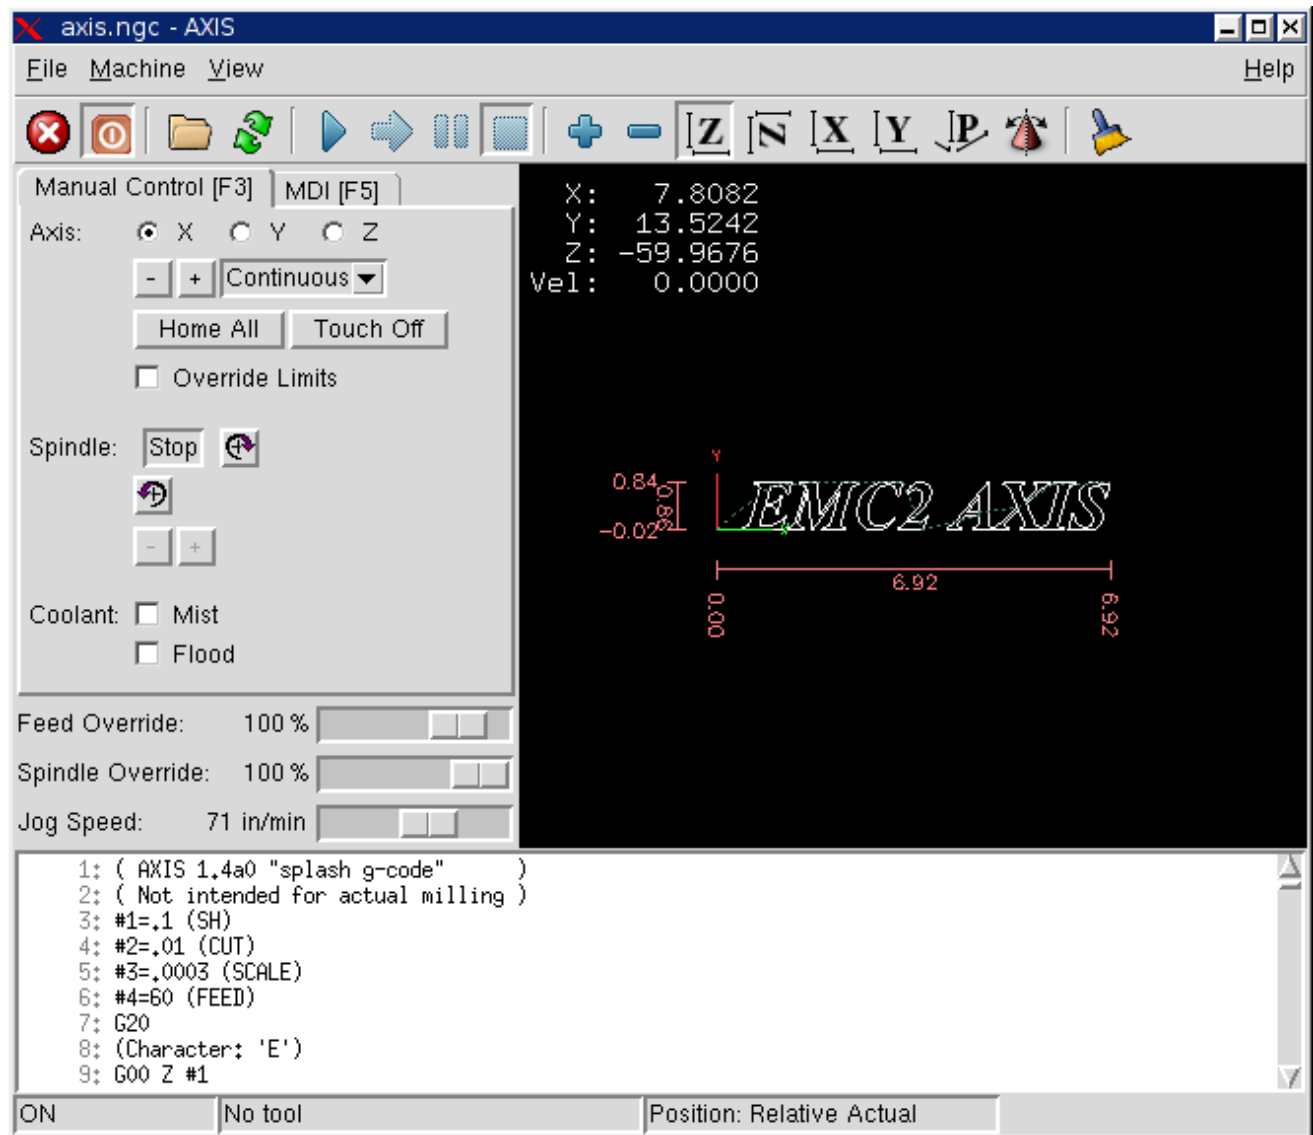 axis.ngc - AXIS
File Machine View Help
Z N X Y P
Manual Control [F3] MDI [F5]
Axis: X Y Z
- + Continuous
Home All Touch Off
Override Limits
Spindle: Stop
- +
Coolant: Mist
Flood
Feed Override: 100 %
Spindle Override: 100 %
Jog Speed: 71 in/min
X: 7.8082
Y: 13.5242
Z: -59.9676
Vel: 0.0000
Y
0.84
0.86
-0.02
EMC2 AXIS
X
6.92
0.00
6.92
1: ( AXIS 1.4a0 "splash g-code" )
2: ( Not intended for actual milling )
3: #1=.1 (SH)
4: #2=.01 (CUT)
5: #3=.0003 (SCALE)
6: #4=60 (FEED)
7: G20
8: (Character: 'E')
9: G00 Z #1
ON No tool Position: Relative Actual